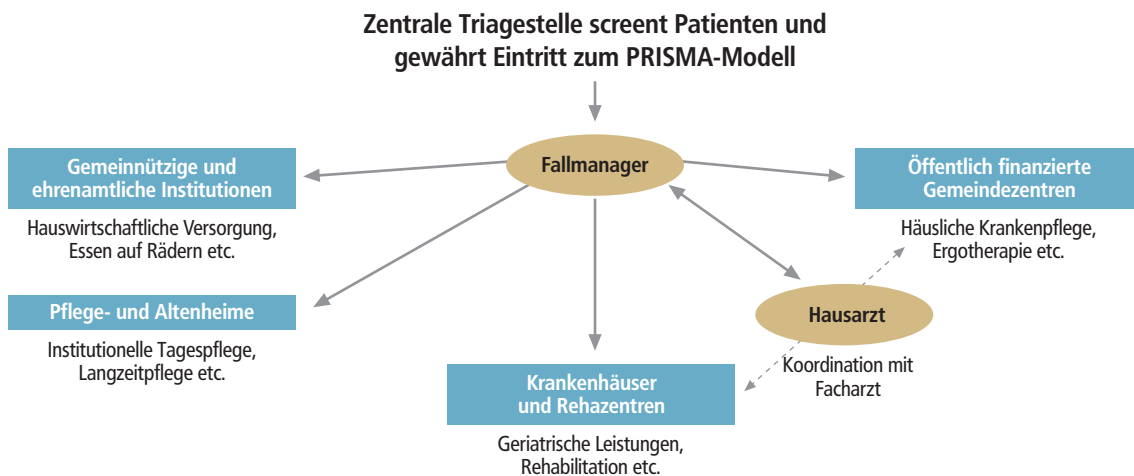 Zentrale Triagestelle screent Patienten und
gewährt Eintritt zum PRISMA-Modell
Fallmanager
Gemeinnützige und
ehrenamtliche Institutionen
Hauswirtschaftliche Versorgung,
Essen auf Rädern etc.
Öffentlich finanzierte
Gemeindezentren
Häusliche Krankenpflege,
Ergotherapie etc.
Pflege- und Altenheime
Institutionelle Tagespflege,
Langzeitpflege etc.
Hausarzt
Koordination mit
Facharzt
Krankenhäuser
und Rehazentren
Geriatrische Leistungen,
Rehabilitation etc.